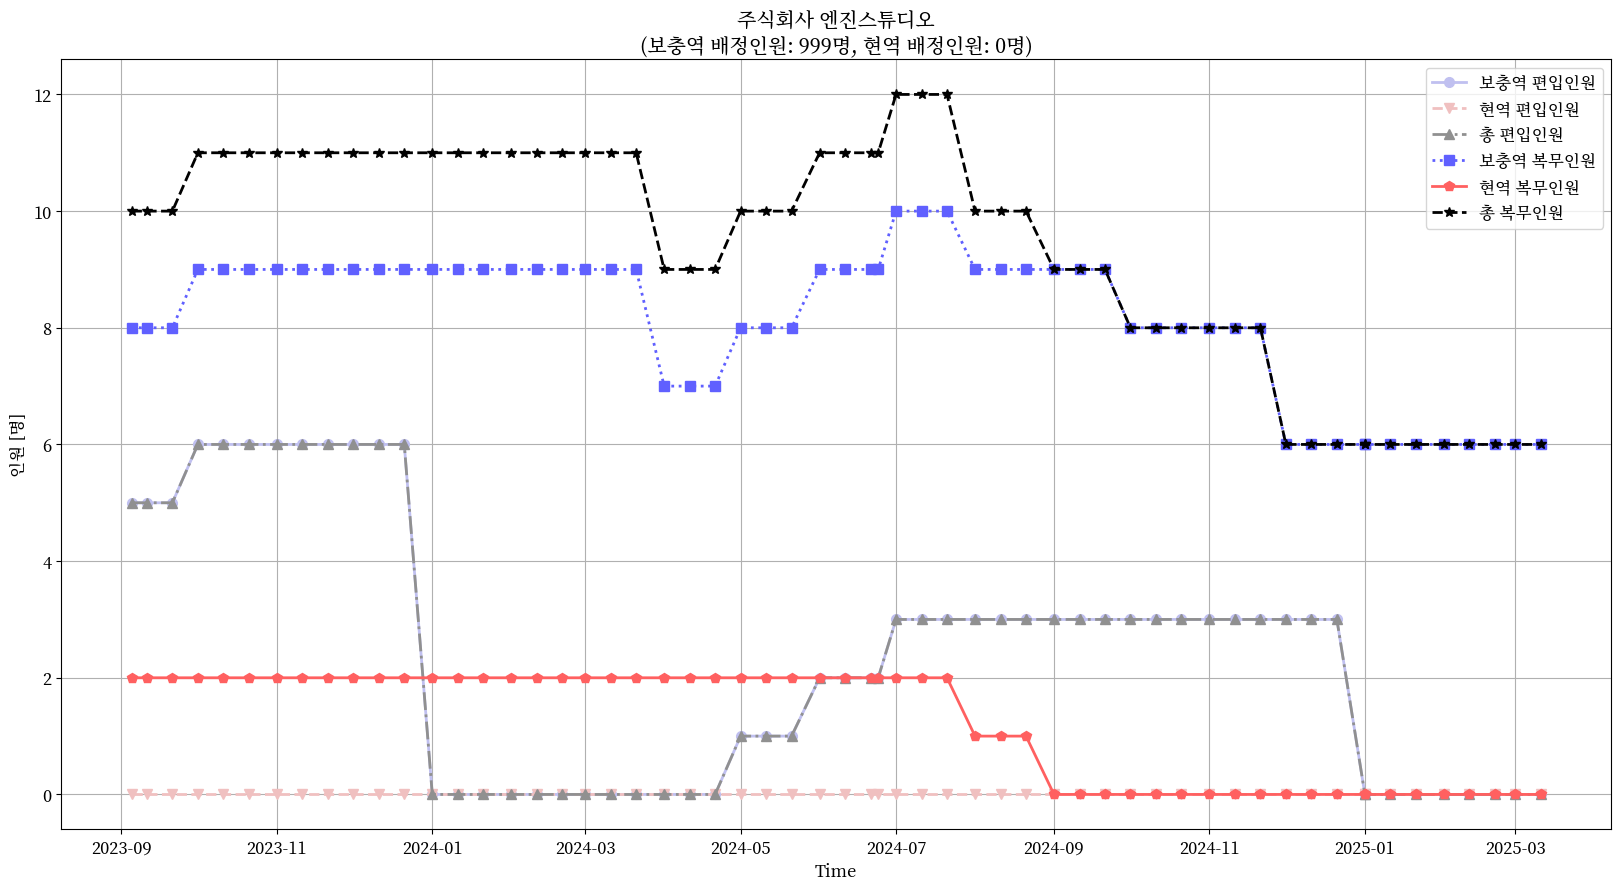 주식회사 엔진스튜디오
(보충역 배정인원: 999명, 현역 배정인원: 0명)
보충역 편입인원
현역 편입인원
총 편입인원
보충역 복무인원
현역 복무인원
총 복무인원
인원 [명]
12
10
8
6
4
2
0
2023-09 2023-11 2024-01 2024-03 2024-05 2024-07 2024-09 2024-11 2025-01 2025-03
Time